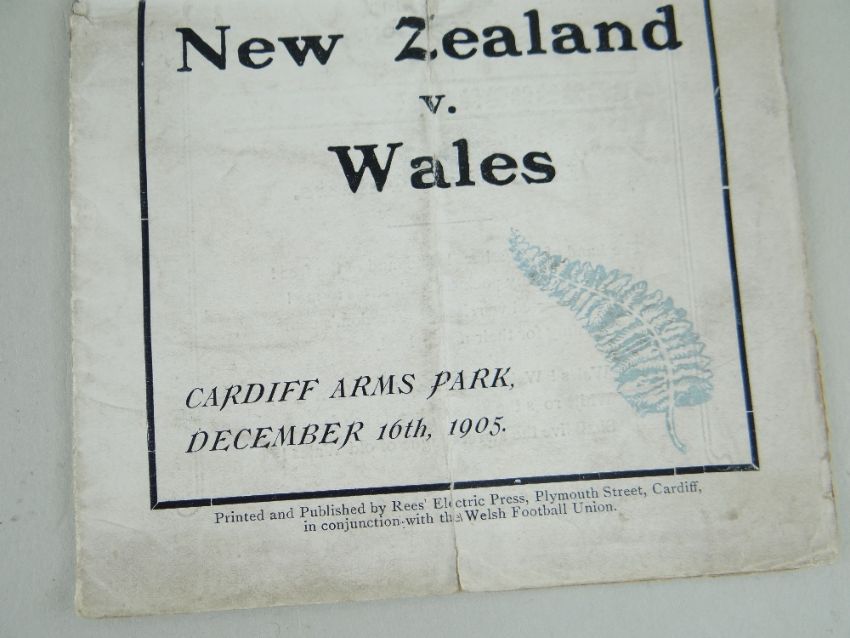 New Zealand
v.
Wales
CARDIFF ARMS PARK,
DECEMBER 16th, 1905.
Printed and Published by Rees' Electric Press, Plymouth Street, Cardiff,
in conjunction with the Welsh Football Union.